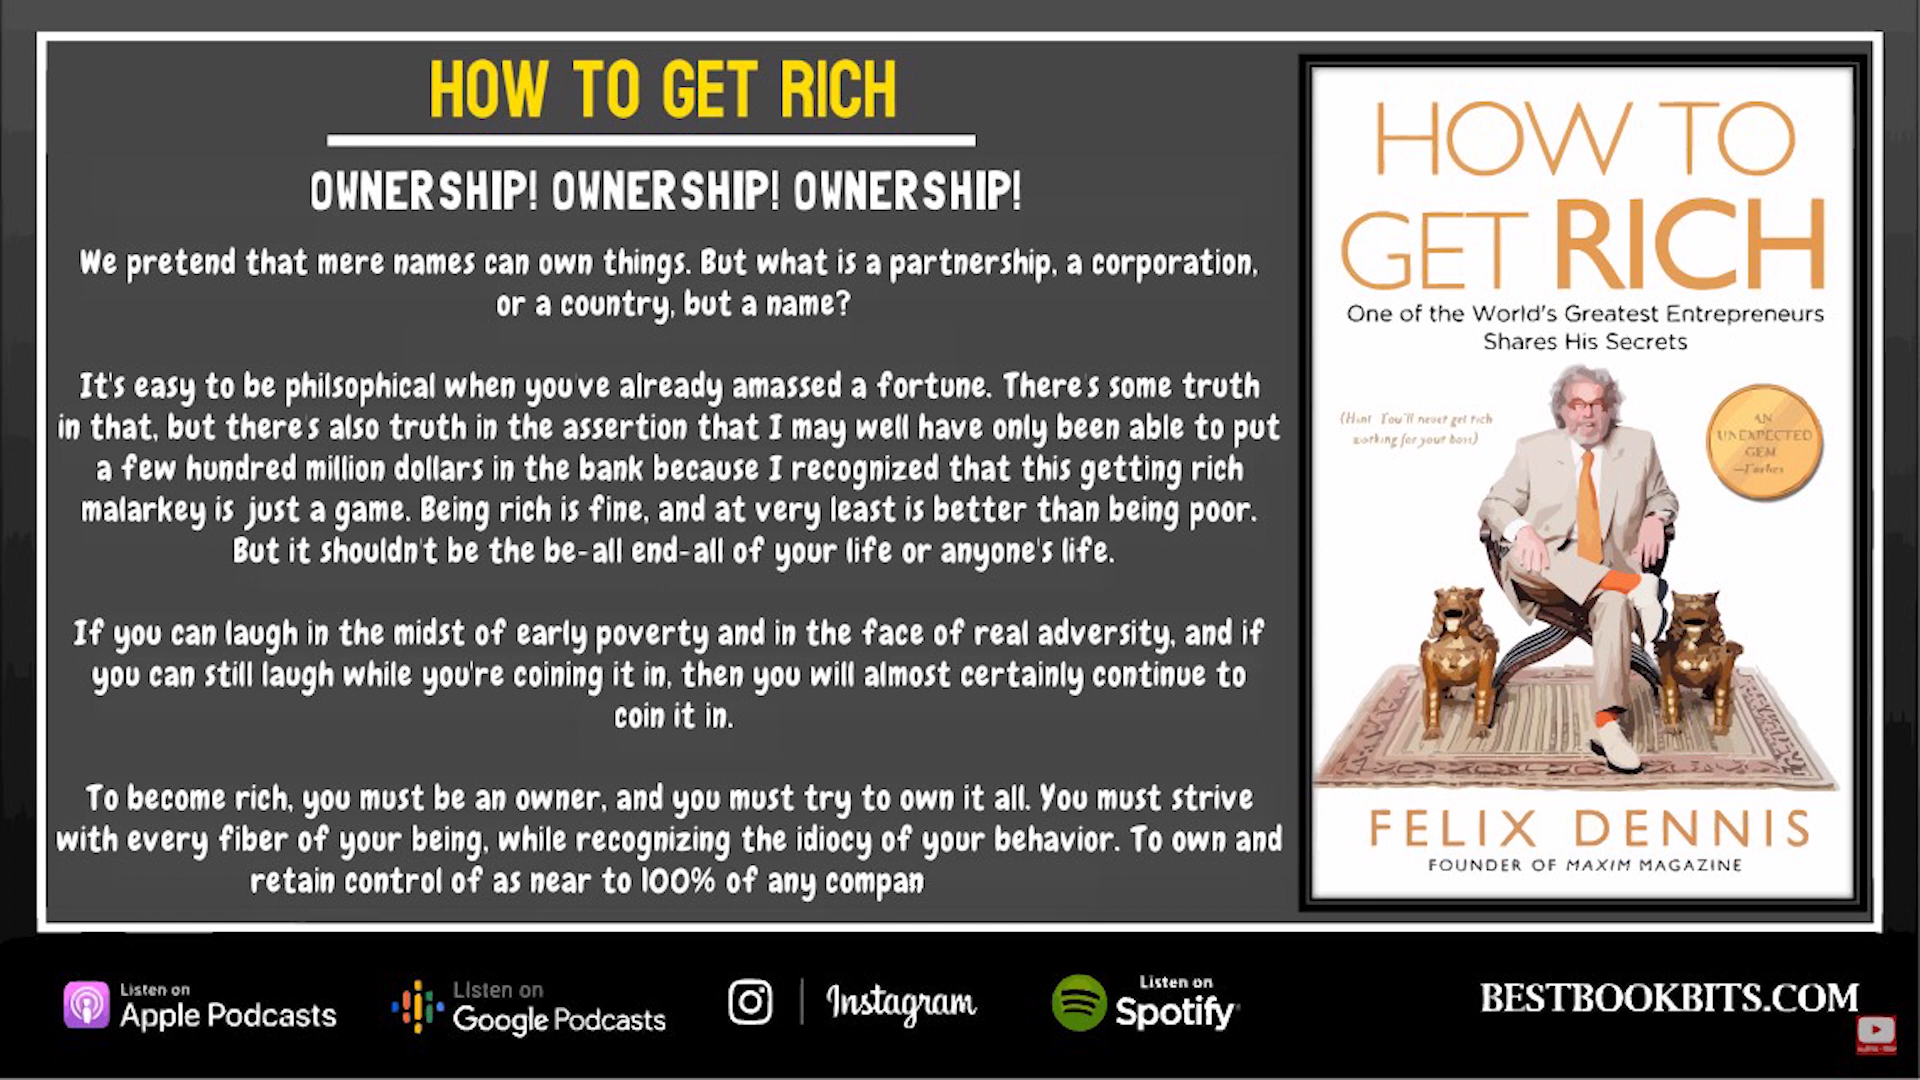 HOW TO GET RICH
OWNERSHIP! OWNERSHIP! OWNERSHIP!
We pretend that mere names can own things. But what is a partnership, a corporation,
or a country, but a name?
It's easy to be philsophical when you've already amassed a fortune. There's some truth
in that, but there's also truth in the assertion that I may well have only been able to put
a few hundred million dollars in the bank because I recognized that this getting rich
malarkey is just a game. Being rich is fine, and at very least is better than being poor.
But it shouldn't be the be-all end-all of your life or anyone's life.
If you can laugh in the midst of early poverty and in the face of real adversity, and if
you can still laugh while you're coining it in, then you will almost certainly continue to
coin it in.
To become rich, you must be an owner, and you must try to own it all. You must strive
with every fiber of your being, while recognizing the idiocy of your behavior. To own and
retain control of as near to 100% of any compan
HOW TO
GET RICH
One of the World's Greatest Entrepreneurs
Shares His Secrets
(Hint You'll never get rich
working for your boss)
AN
UNEXPECTED
GEM
—Forbes
FELIX DENNIS
FOUNDER OF MAXIM MAGAZINE
Listen on
Apple Podcasts
Listen on
Google Podcasts
Instagram
Listen on
Spotify
BESTBOOKBITS.COM